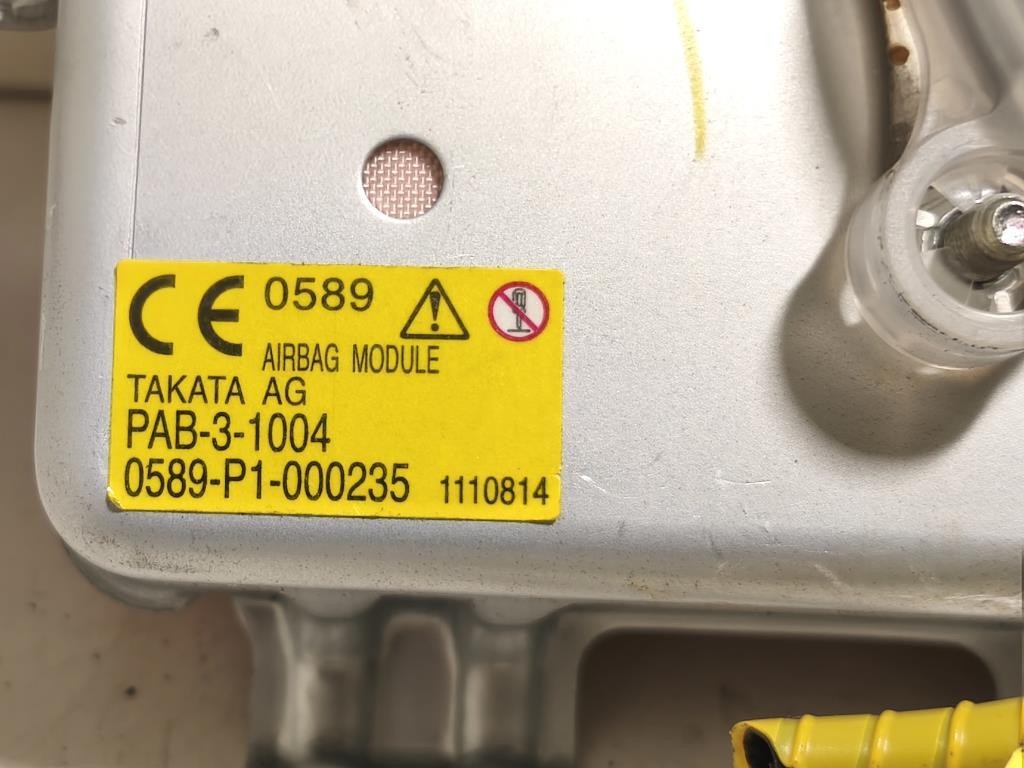 CE 0589
AIRBAG MODULE
TAKATA AG
PAB-3-1004
0589-P1-000235 1110814